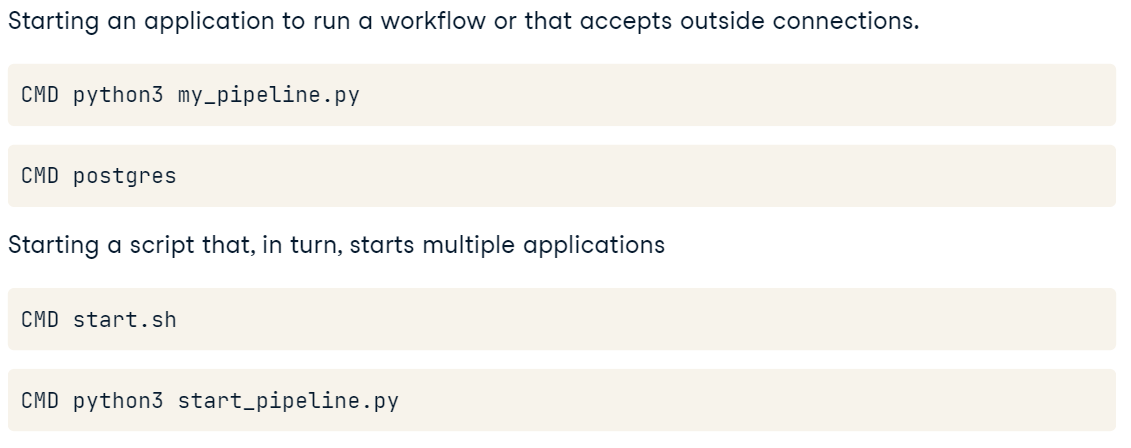 Starting an application to run a workflow or that accepts outside connections.
CMD python3 my_pipeline.py
CMD postgres
Starting a script that, in turn, starts multiple applications
CMD start.sh
CMD python3 start_pipeline.py